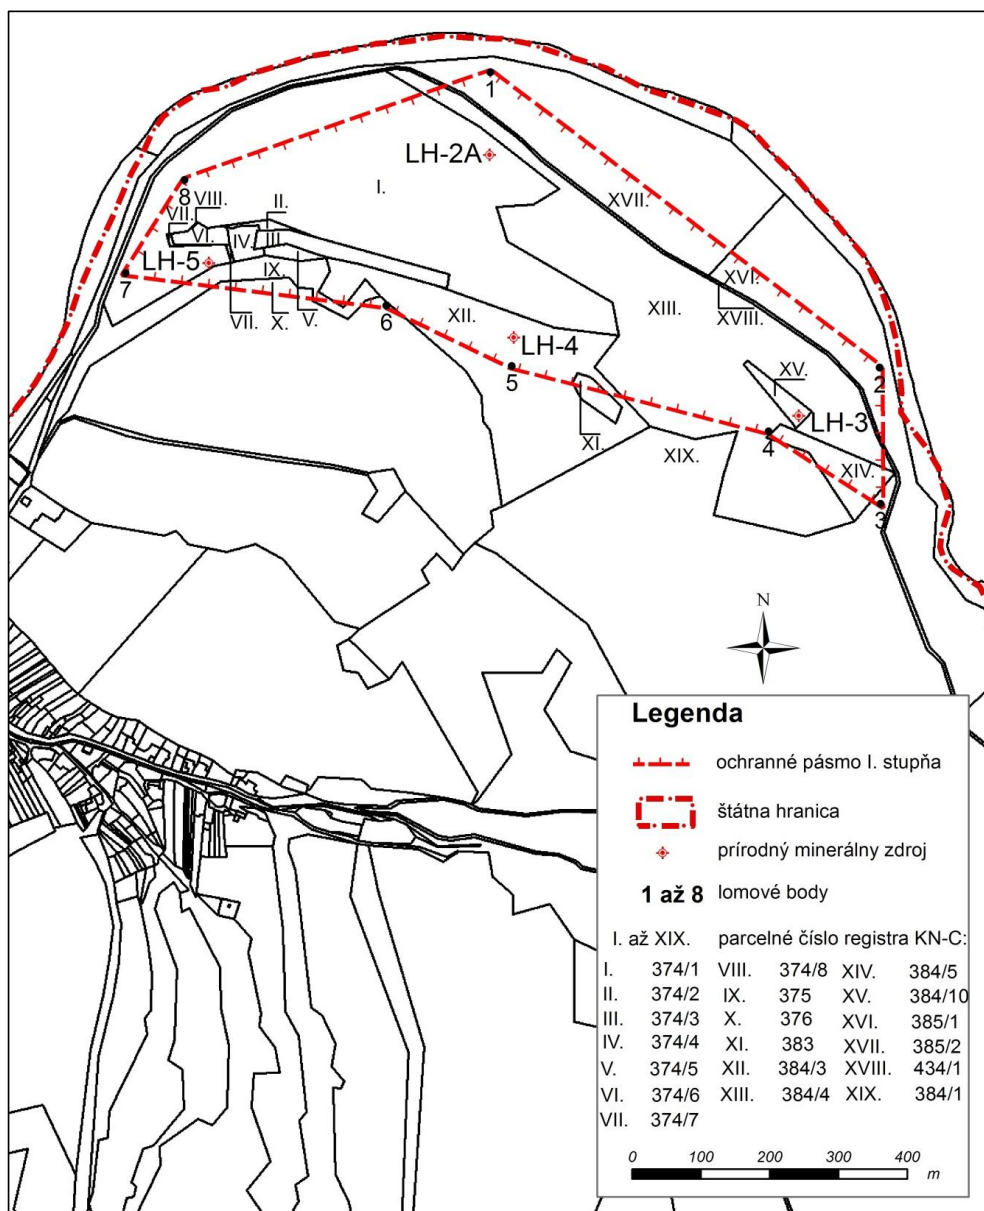 1
LH-2A
I.
8
VIII.
II.
XVII.
VII.
VI.
IV.
III.
LH-5
IX.
XVI.
7
XII.
XIII.
6
VII.
X.
V.
XVIII.
LH-4
5
XV.
2
LH-3
XI.
4
XIX.
XIV.
3
N
Legenda
ochranné pásmo I. stupňa
štátna hranica
prírodný minerálny zdroj
1 až 8 lomové body
I. až XIX. parcelné číslo registra KN-C:
I. 374/1 VIII. 374/8 XIV. 384/5
II. 374/2 IX. 375 XV. 384/10
III. 374/3 X. 376 XVI. 385/1
IV. 374/4 XI. 383 XVII. 385/2
V. 374/5 XII. 384/3 XVIII. 434/1
VI. 374/6 XIII. 384/4 XIX. 384/1
VII. 374/7
0 100 200 300 400
m